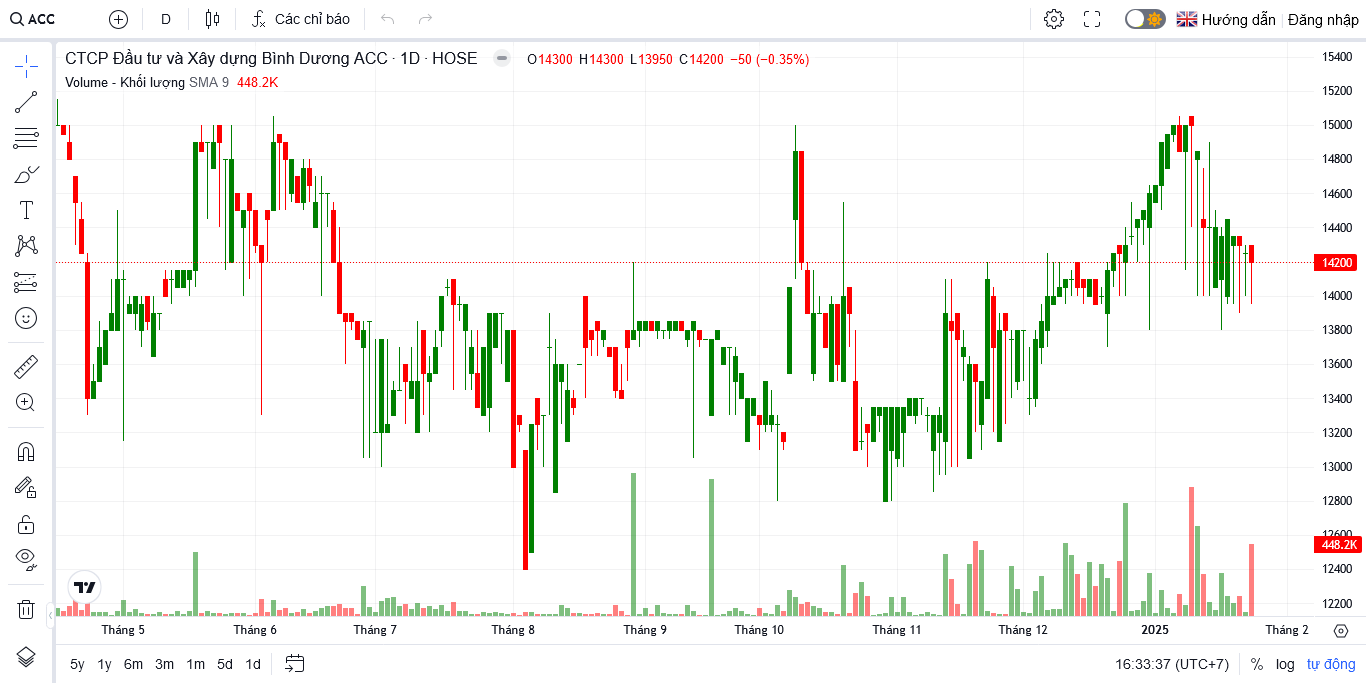 ACC D Các chỉ báo Hướng dẫn Đăng nhập
CTCP Đầu tư và Xây dựng Bình Dương ACC · 1D · HOSE O14300 H14300 L13950 C14200 −50 (−0.35%)
Volume - Khối lượng SMA 9 448.2K
15400
15200
15000
14800
14600
14400
14200
14000
13800
13600
13400
13200
13000
12800
12600
448.2K
12400
12200
Tháng 5 Tháng 6 Tháng 7 Tháng 8 Tháng 9 Tháng 10 Tháng 11 Tháng 12 2025 Tháng 2
5y 1y 6m 3m 1m 5d 1d 16:33:37 (UTC+7) % log tự động